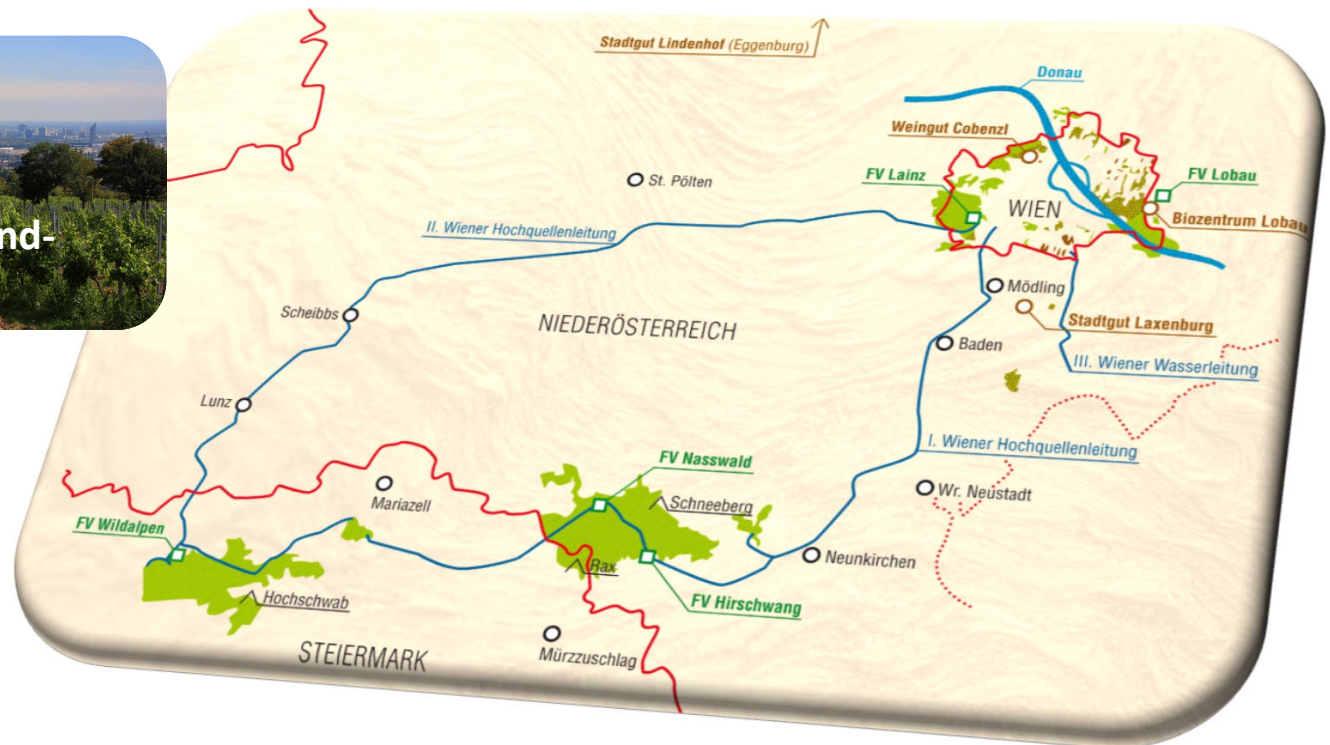 Stadtgut Lindenhof (Eggenburg)
Donau
Weingut Cobenzl
FV Lainz
FV Lobau
St. Pölten
WIEN
Biozentrum Lobau
II. Wiener Hochquellenleitung
nd-
Mödling
Scheibbs
NIEDERÖSTERREICH
Stadtgut Laxenburg
Baden
III. Wiener Wasserleitung
Lunz
I. Wiener Hochquellenleitung
FV Nasswald
Mariazell
Schneeberg
Wr. Neustadt
FV Wildalpen
Neunkirchen
Rax
Hochschwab
FV Hirschwang
STEIERMARK
Mürzzuschlag